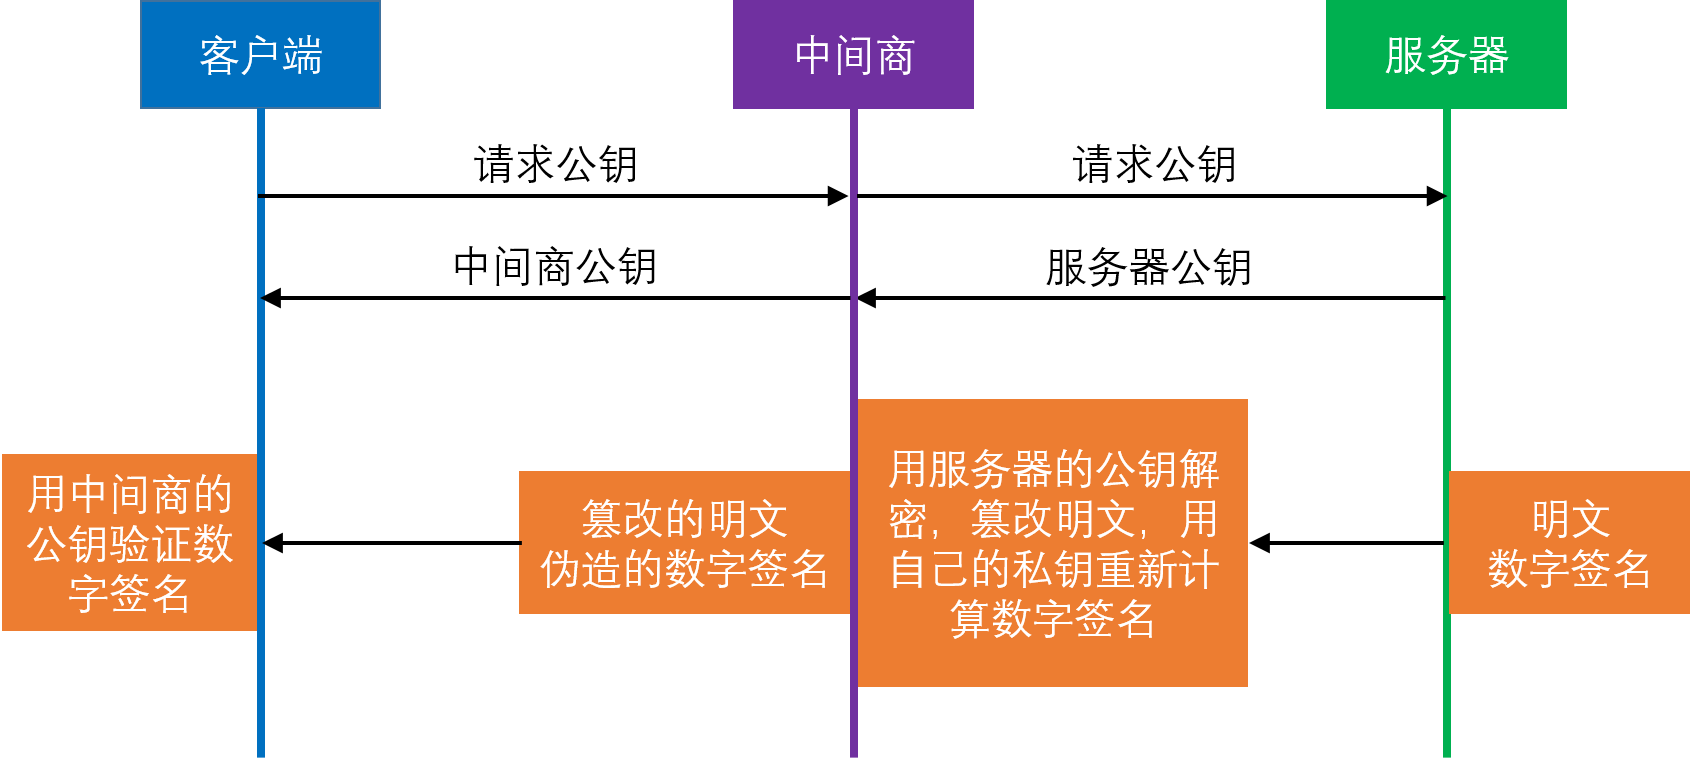 客户端
中间商
服务器
请求公钥
请求公钥
中间商公钥
服务器公钥
用中间商的
公钥验证数
字签名
篡改的明文
伪造的数字签名
用服务器的公钥解
密，篡改明文，用
自己的私钥重新计
算数字签名
明文
数字签名